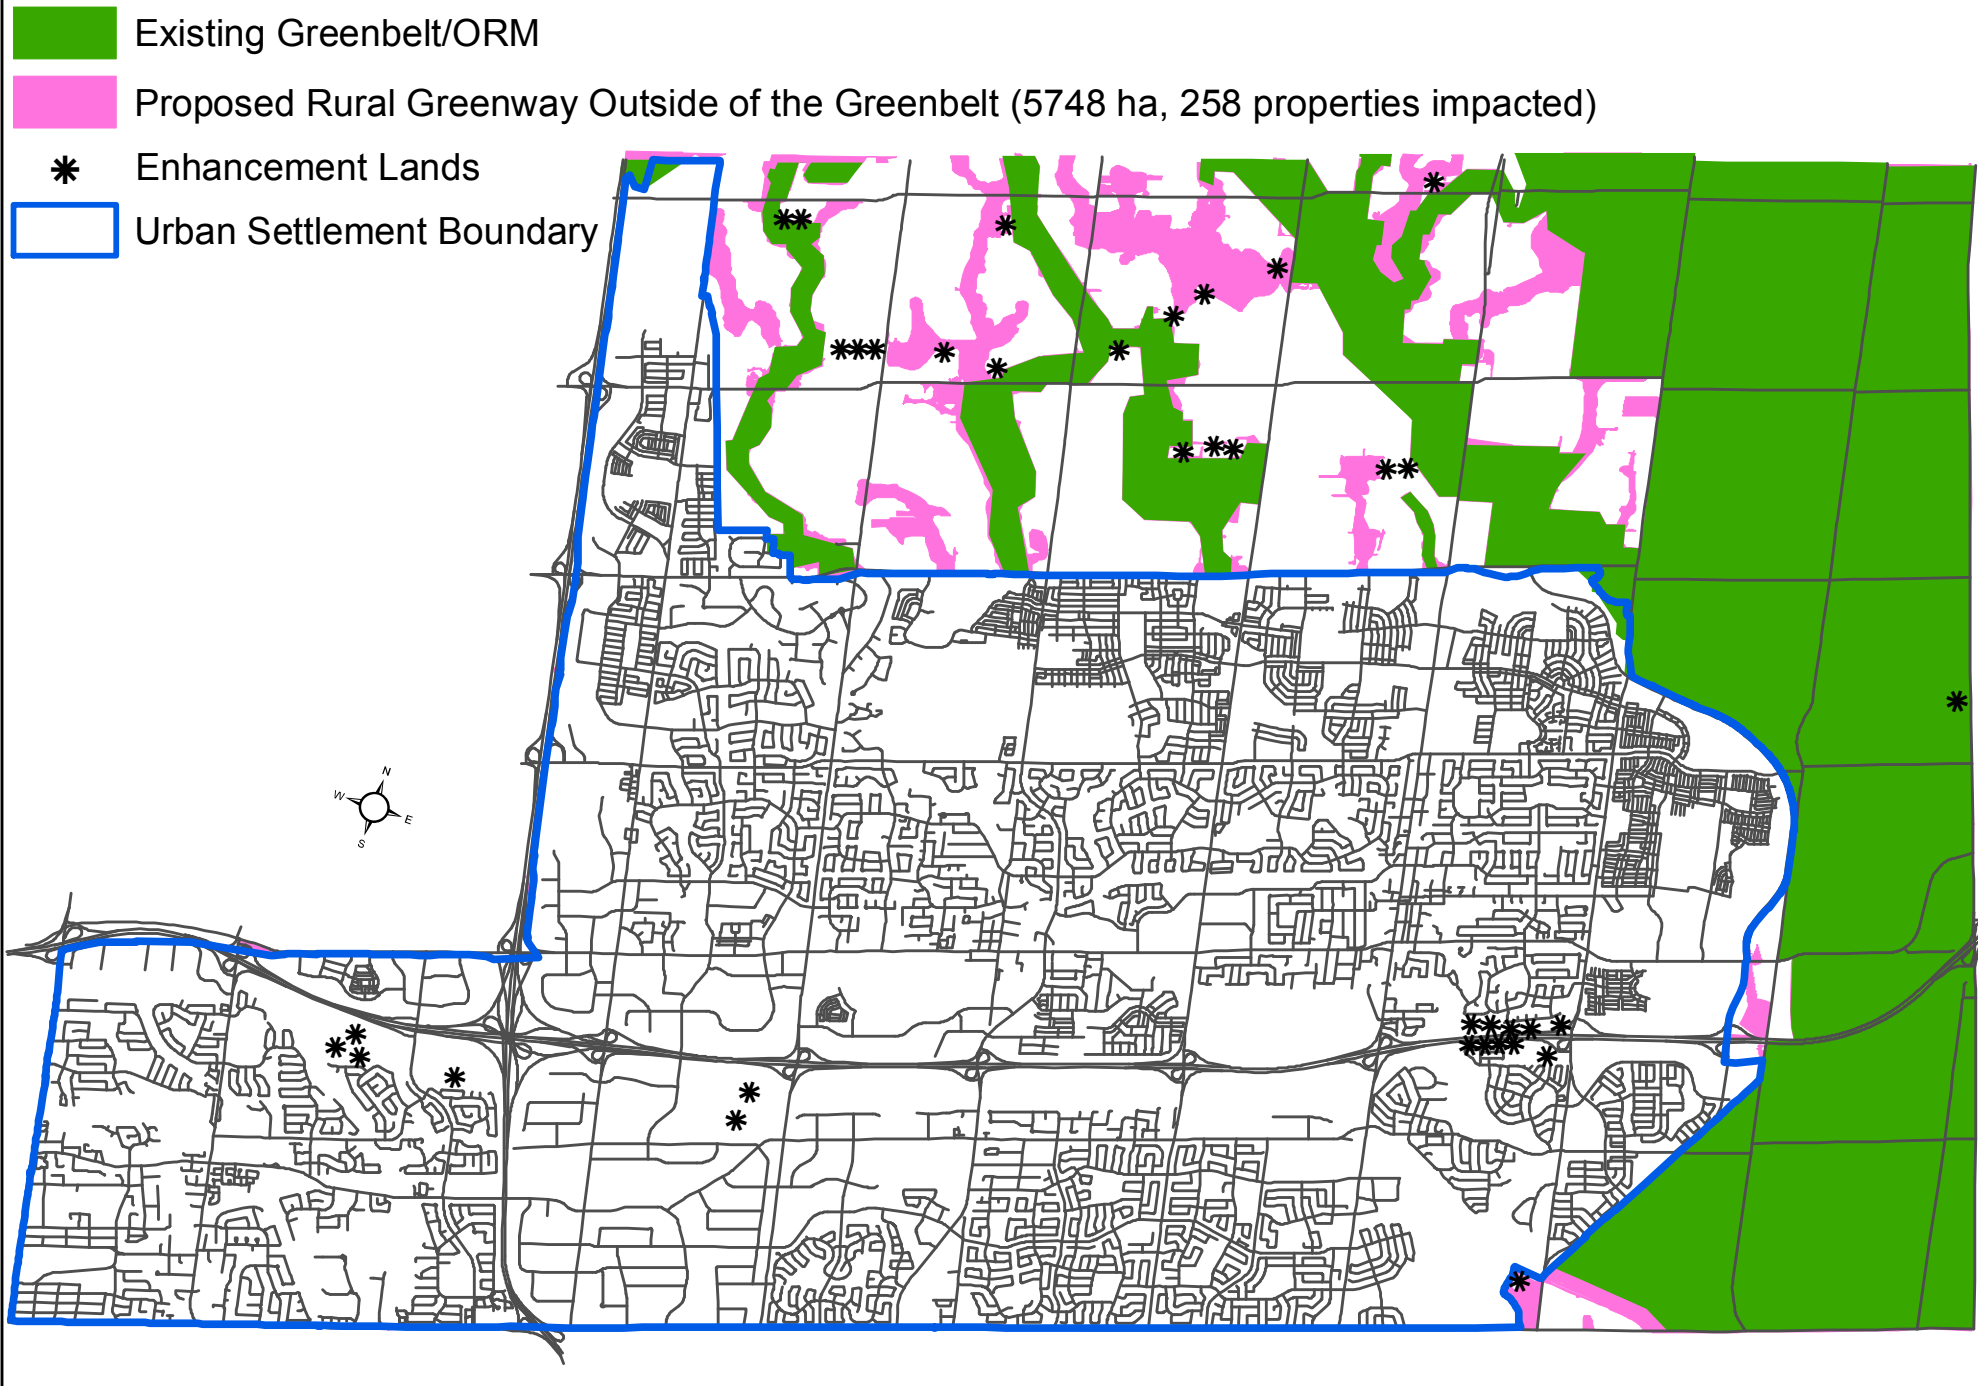 Existing Greenbelt/ORM
Proposed Rural Greenway Outside of the Greenbelt (5748 ha, 258 properties impacted)
Enhancement Lands
Urban Settlement Boundary
N
W
E
S